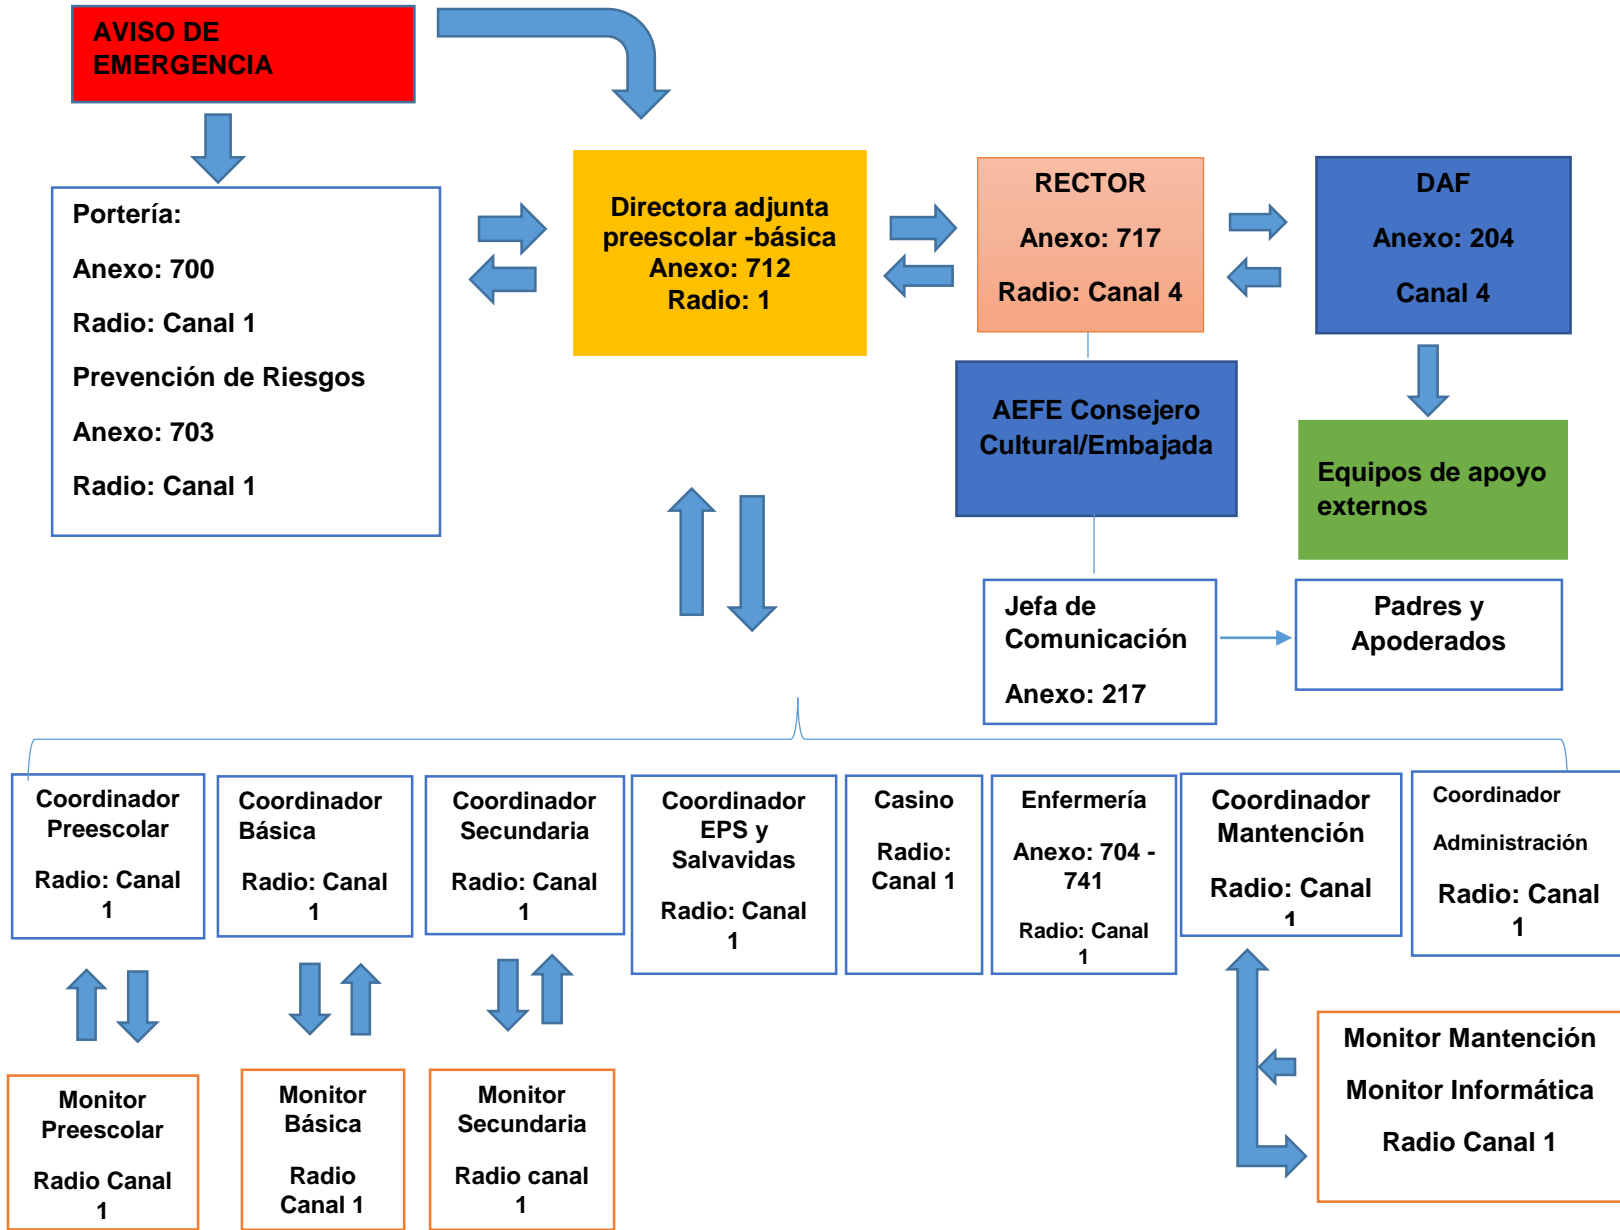 AVISO DE
EMERGENCIA
Portería:
Anexo: 700
Radio: Canal 1
Prevención de Riesgos
Anexo: 703
Radio: Canal 1
Directora adjunta
preescolar -básica
Anexo: 712
Radio: 1
RECTOR
Anexo: 717
Radio: Canal 4
DAF
Anexo: 204
Canal 4
AEFE Consejero
Cultural/Embajada
Equipos de apoyo
externos
Jefa de
Comunicación
Anexo: 217
Padres y
Apoderados
Coordinador
Preescolar
Radio: Canal
1
Coordinador
Básica
Radio: Canal
1
Coordinador
Secundaria
Radio: Canal
1
Coordinador
EPS y
Salvavidas
Radio: Canal
1
Casino
Radio:
Canal 1
Enfermería
Anexo: 704 -
741
Radio: Canal
1
Coordinador
Mantención
Radio: Canal
1
Coordinador
Administración
Radio: Canal
1
Monitor
Preescolar
Radio Canal
1
Monitor
Básica
Radio
Canal 1
Monitor
Secundaria
Radio canal
1
Monitor Mantención
Monitor Informática
Radio Canal 1